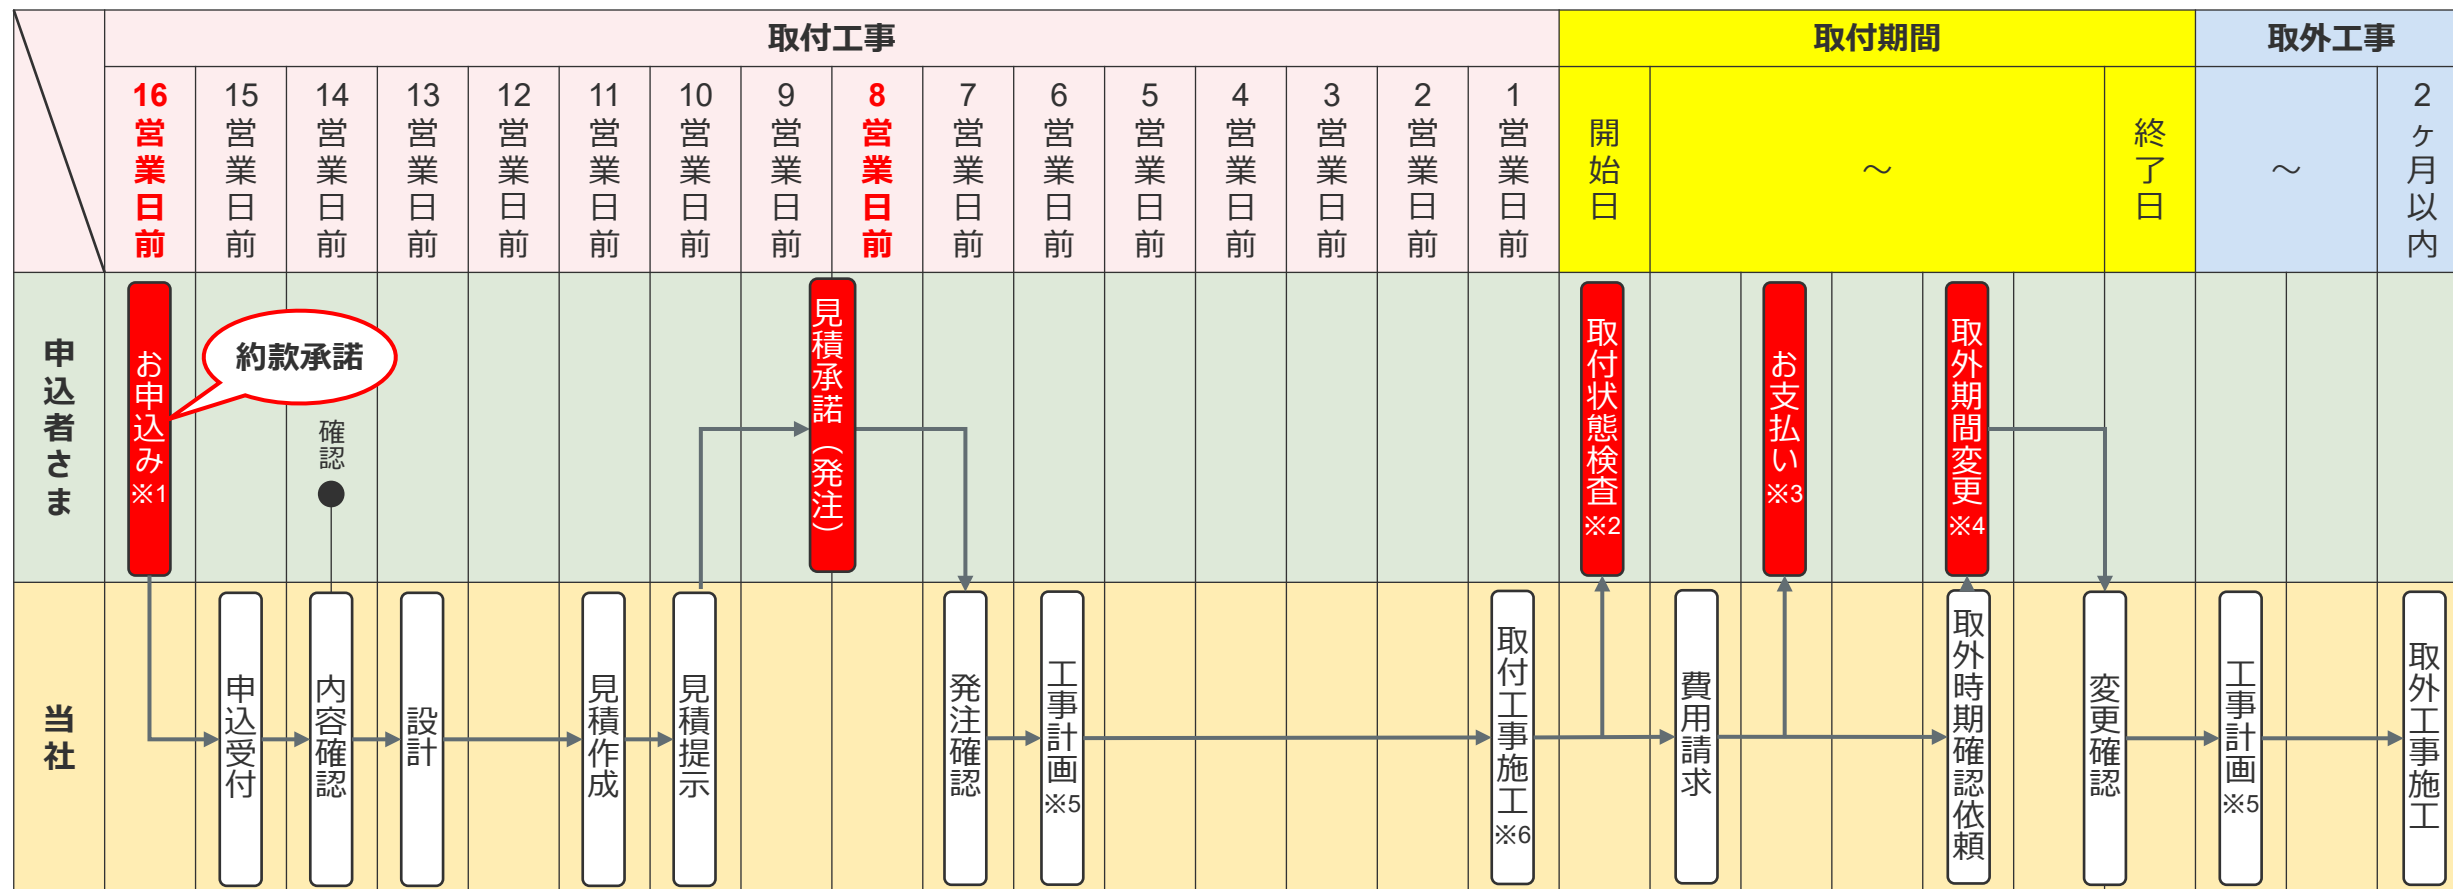 取付工事
取付期間
取外工事
16営業日前
15営業日前
14営業日前
13営業日前
12営業日前
11営業日前
10営業日前
9営業日前
8営業日前
7営業日前
6営業日前
5営業日前
4営業日前
3営業日前
2営業日前
1営業日前
開始日
～
終了日
～
2ヶ月以内
申込者さま
お申込み※1
約款承諾
確認
見積承諾（発注）
取付状態検査※2
お支払い※3
取外期間変更※4
当社
申込受付
内容確認
設計
見積作成
見積提示
発注確認
工事計画※5
取付工事施工※6
費用請求
取外時期確認依頼
変更確認
工事計画※5
取外工事施工